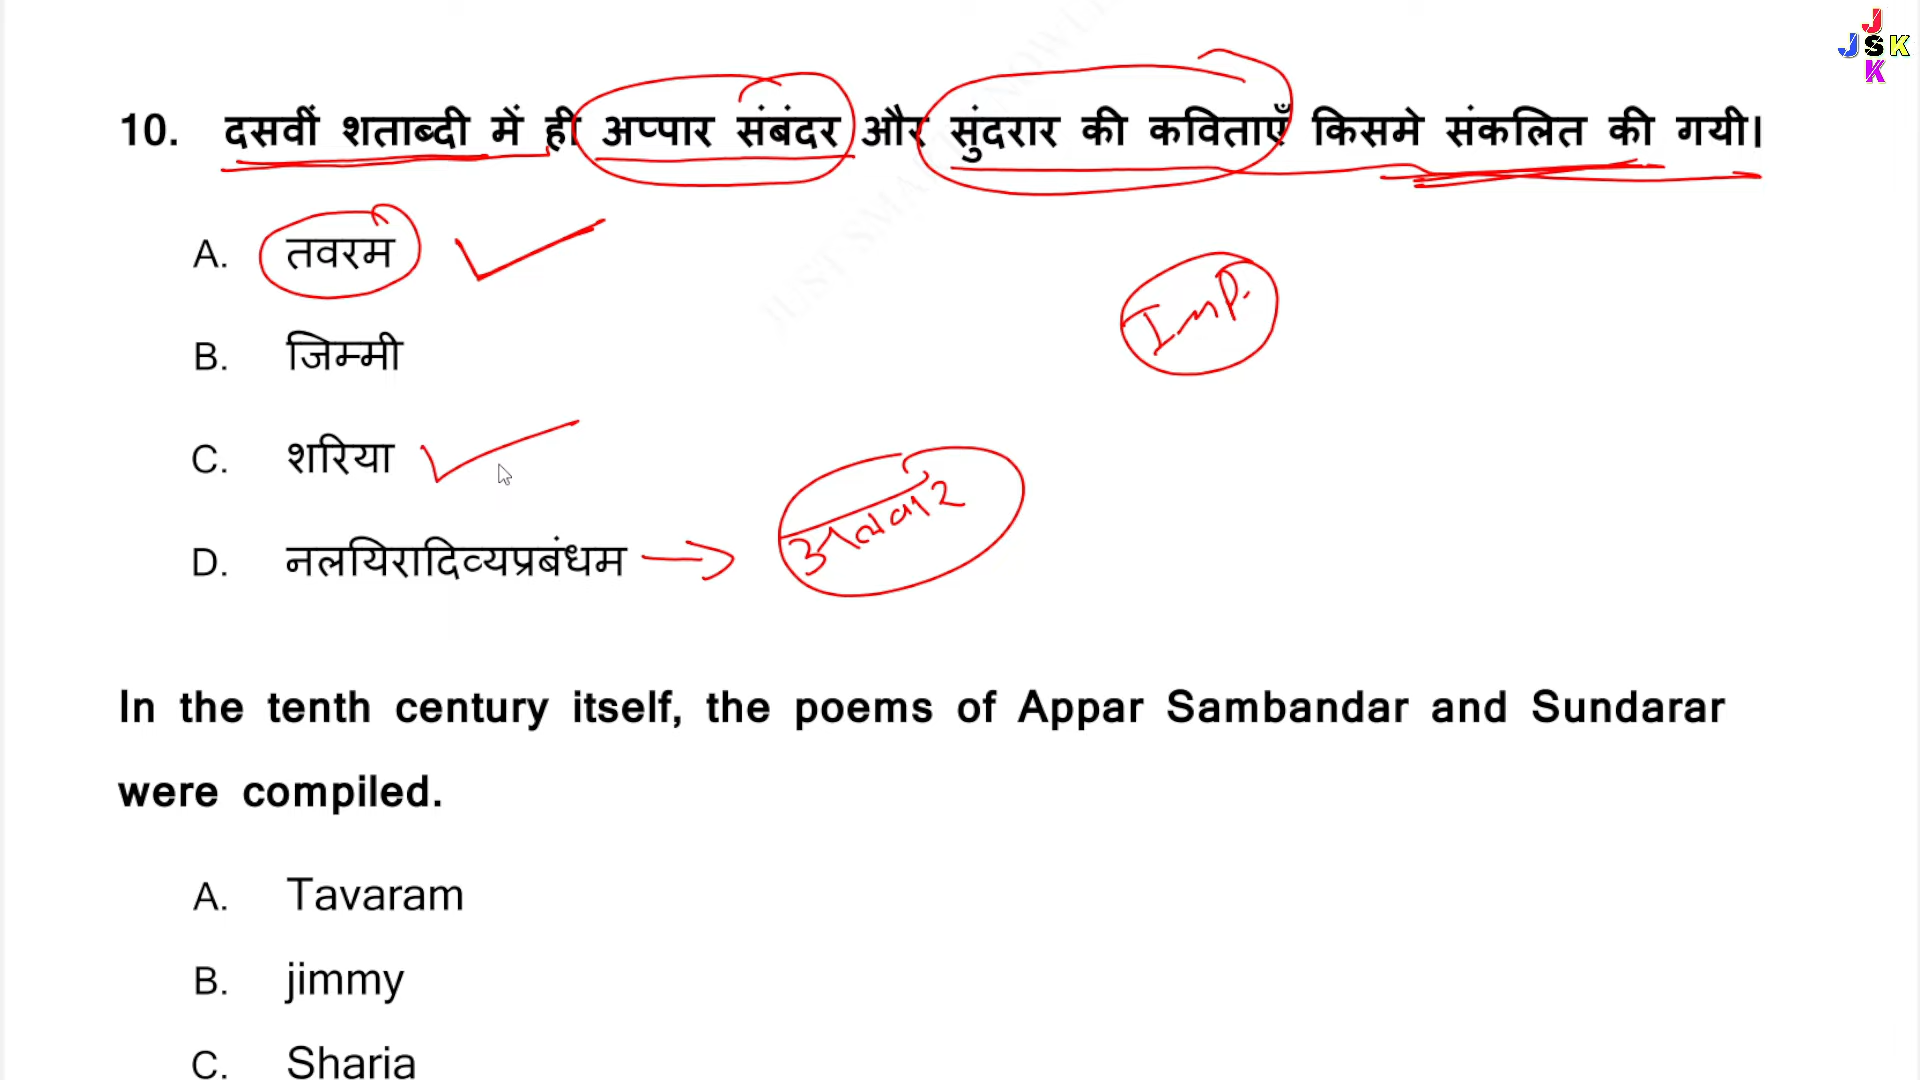 J
JSK
K
10. दसवीं शताब्दी में ही अप्पार संबंदर और सुंदरार की कविताएँ किसमे संकलित की गयी।
A. तवरम
Imp.
B. जिम्मी
C. शरिया
D. नलयिरादिव्यप्रबंधम
In the tenth century itself, the poems of Appar Sambandar and Sundarar
were compiled.
A. Tavaram
B. jimmy
C. Sharia